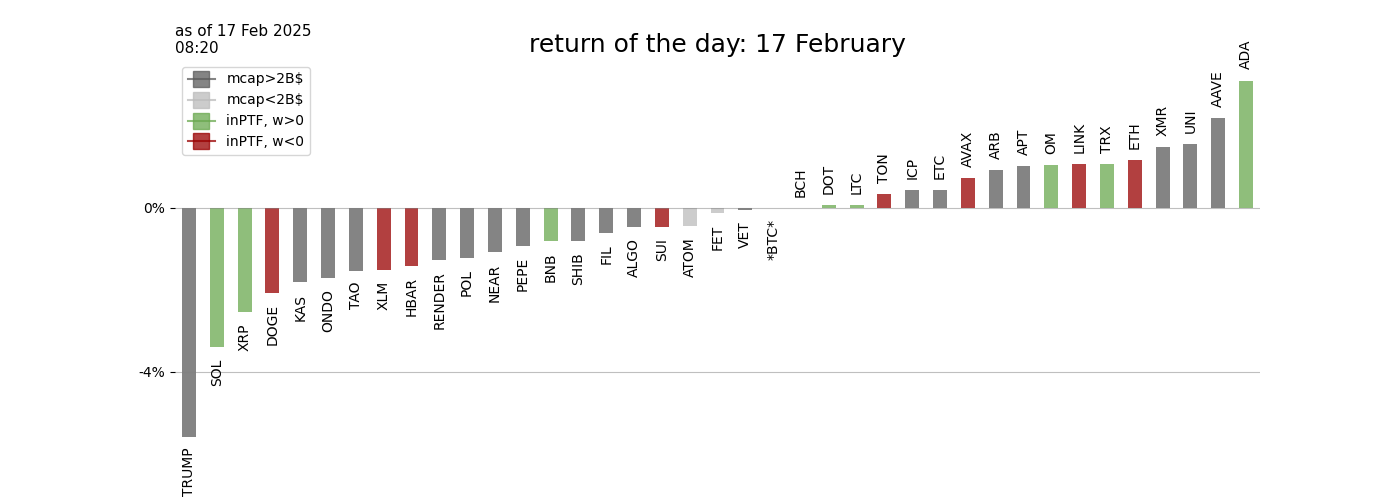 as of 17 Feb 2025
08:20
return of the day: 17 February
mcap>2B$
mcap<2B$
inPTF, w>0
inPTF, w<0
0%
-4%
TRUMP
SOL
XRP
DOGE
KAS
ONDO
TAO
XLM
HBAR
RENDER
POL
NEAR
PEPE
BNB
SHIB
FIL
ALGO
SUI
ATOM
FET
VET
*BTC*
BCH
DOT
LTC
TON
ICP
ETC
AVAX
ARB
APT
OM
LINK
TRX
ETH
XMR
UNI
AAVE
ADA